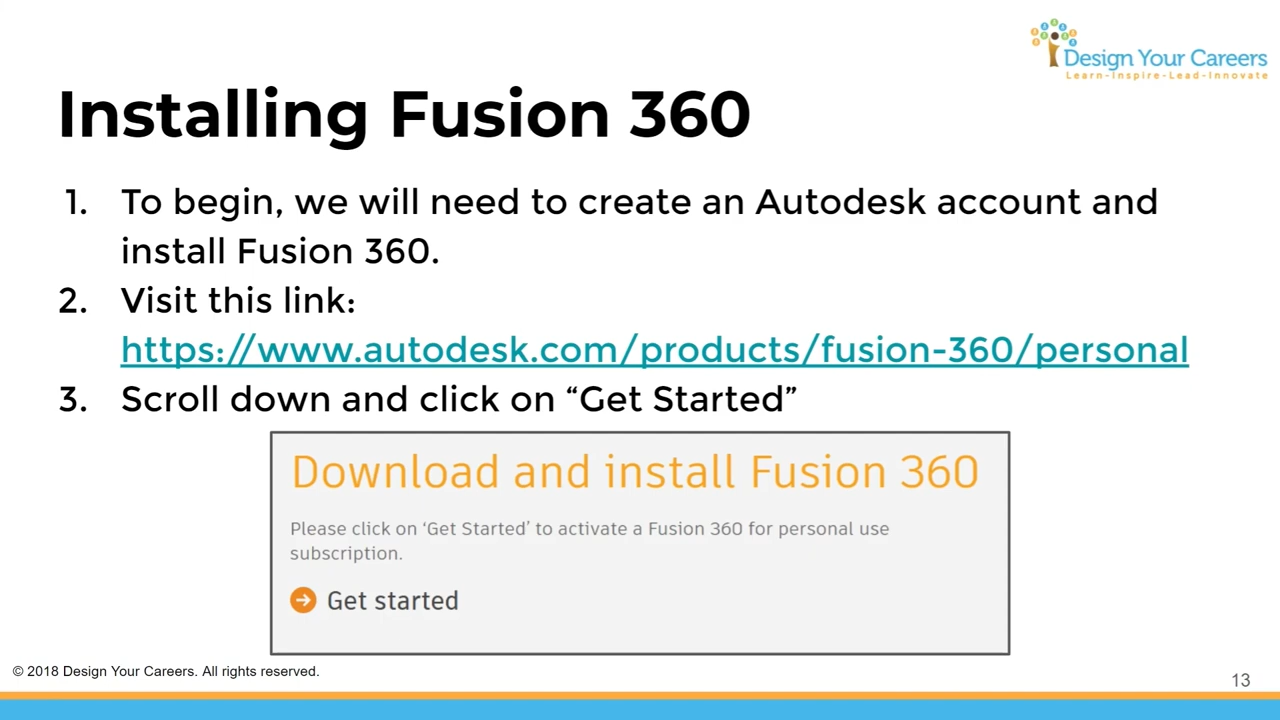 Design Your Careers
Learn-Inspire-Lead-Innovate
Installing Fusion 360
1. To begin, we will need to create an Autodesk account and
install Fusion 360.
2. Visit this link:
https://www.autodesk.com/products/fusion-360/personal
3. Scroll down and click on “Get Started”
Download and install Fusion 360
Please click on ‘Get Started’ to activate a Fusion 360 for personal use
subscription.
Get started
© 2018 Design Your Careers. All rights reserved.
13